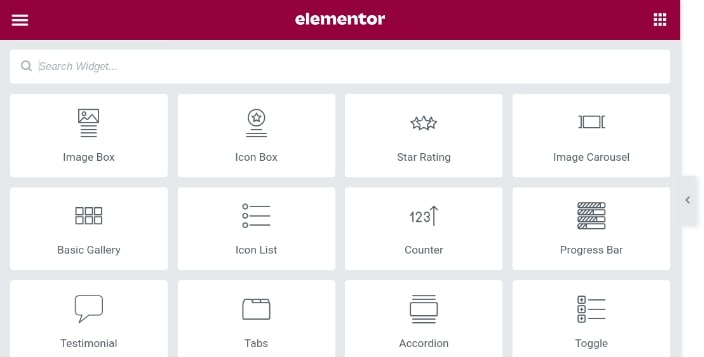 elementor
Search Widget...
Image Box
Icon Box
Star Rating
Image Carousel
123
Basic Gallery
Icon List
Counter
Progress Bar
Testimonial
Tabs
Accordion
Toggle